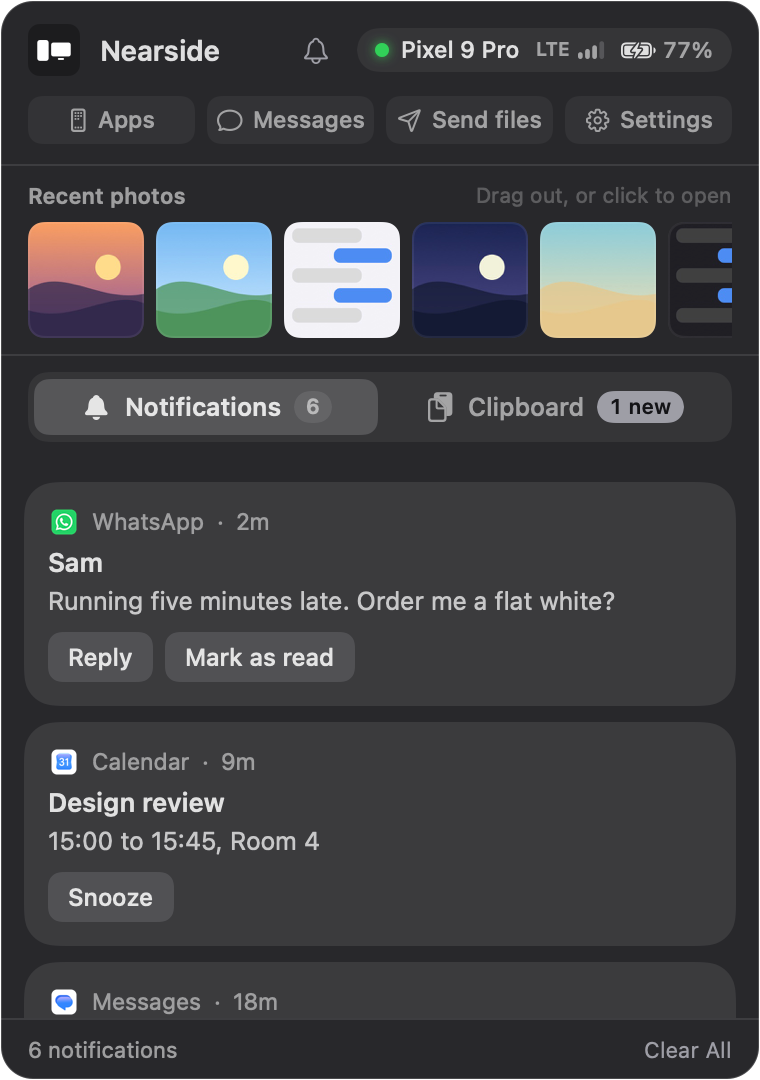 Nearside
Pixel 9 Pro LTE 77%
Apps Messages Send files Settings
Recent photos Drag out, or click to open
Notifications 6 Clipboard 1 new
WhatsApp · 2m
Sam
Running five minutes late. Order me a flat white?
Reply Mark as read
31 Calendar · 9m
Design review
15:00 to 15:45, Room 4
Snooze
Messages · 18m
6 notifications Clear All